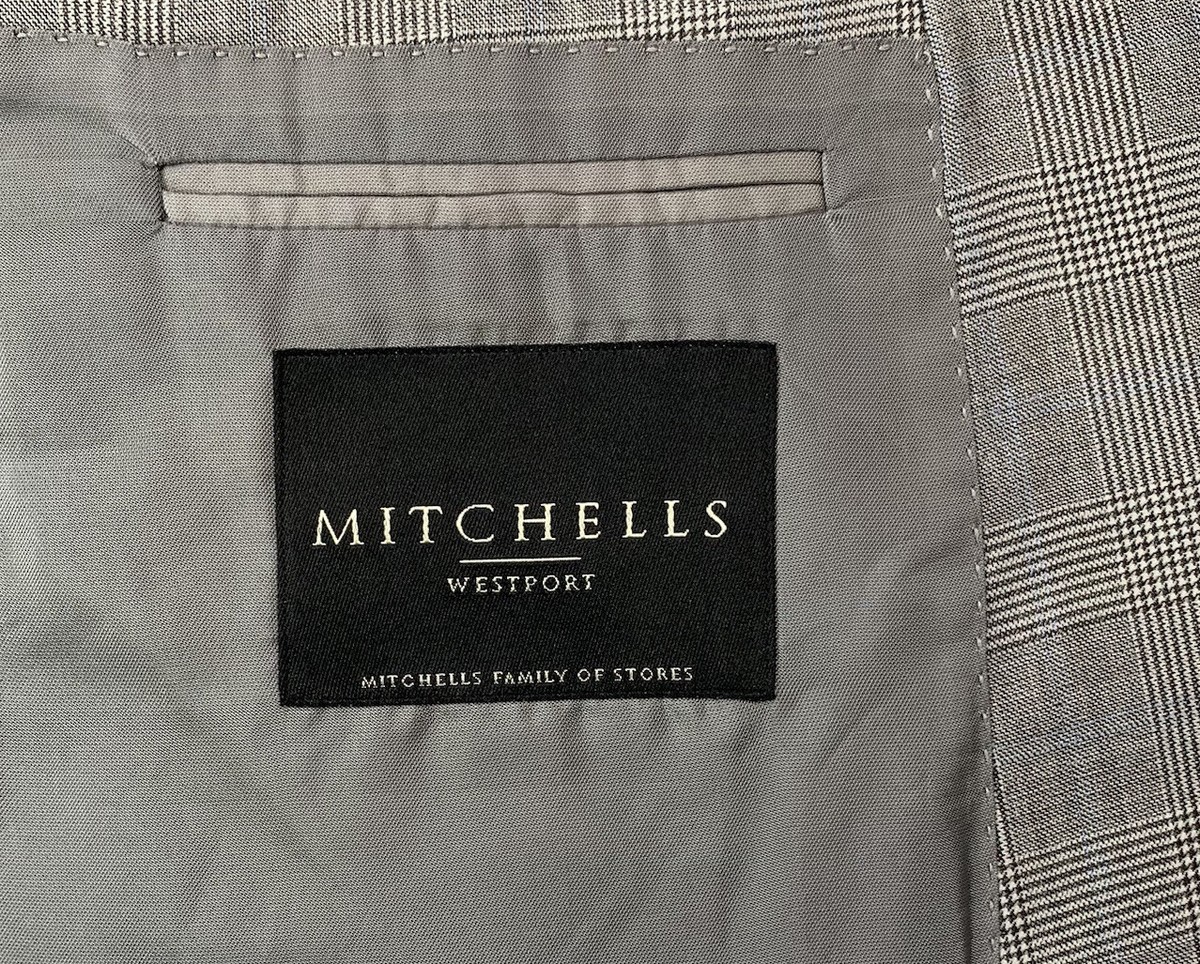 MITCHELLS
WESTPORT
MITCHELLS FAMILY OF STORES